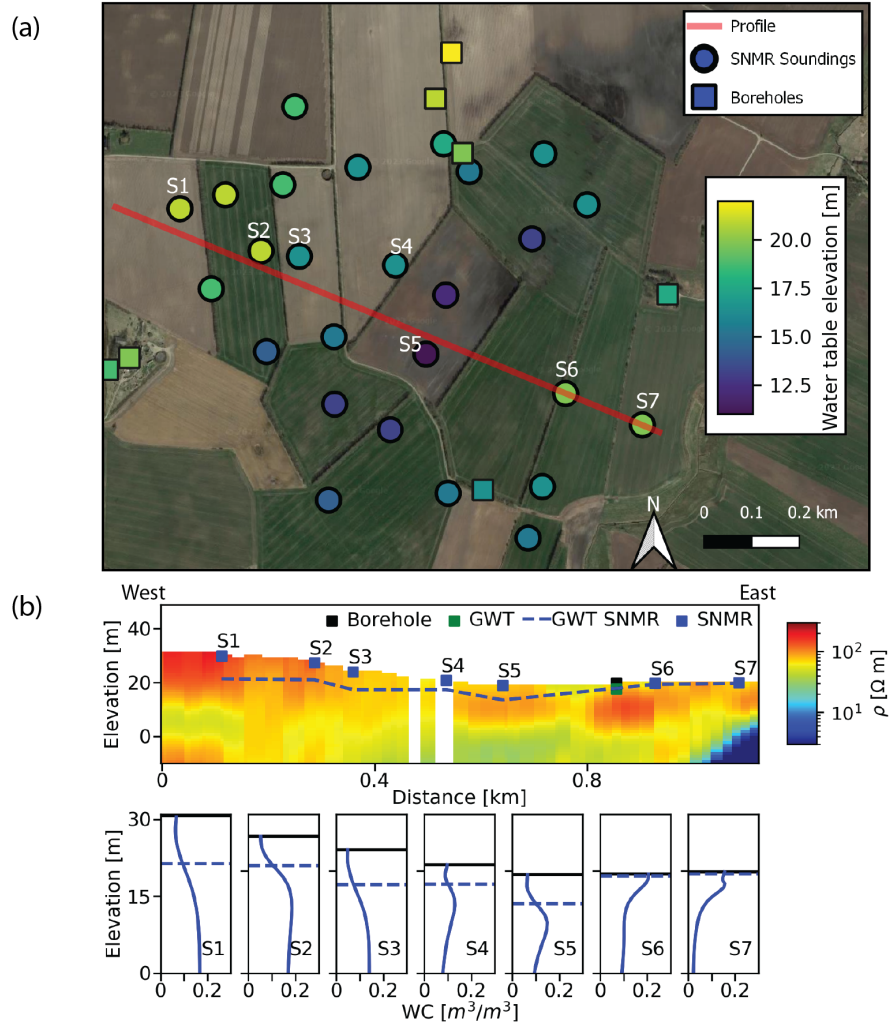 (a)
Profile
SNMR Soundings
Boreholes
S1
S2
S3
S4
S5
S6
S7
Water table elevation [m]
20.0
17.5
15.0
12.5
N
0 0.1 0.2 km
(b)
West East
Borehole GWT GWT SNMR SNMR
Elevation [m]
40
20
0
S1 S2 S3 S4 S5 S6 S7
0 0.4 0.8
Distance [km]
10²
10¹
ρ [Ω m]
Elevation [m]
30
15
0
S1 S2 S3 S4 S5 S6 S7
0 0.2 0 0.2 0 0.2 0 0.2 0 0.2 0 0.2 0 0.2
WC [m³/m³]